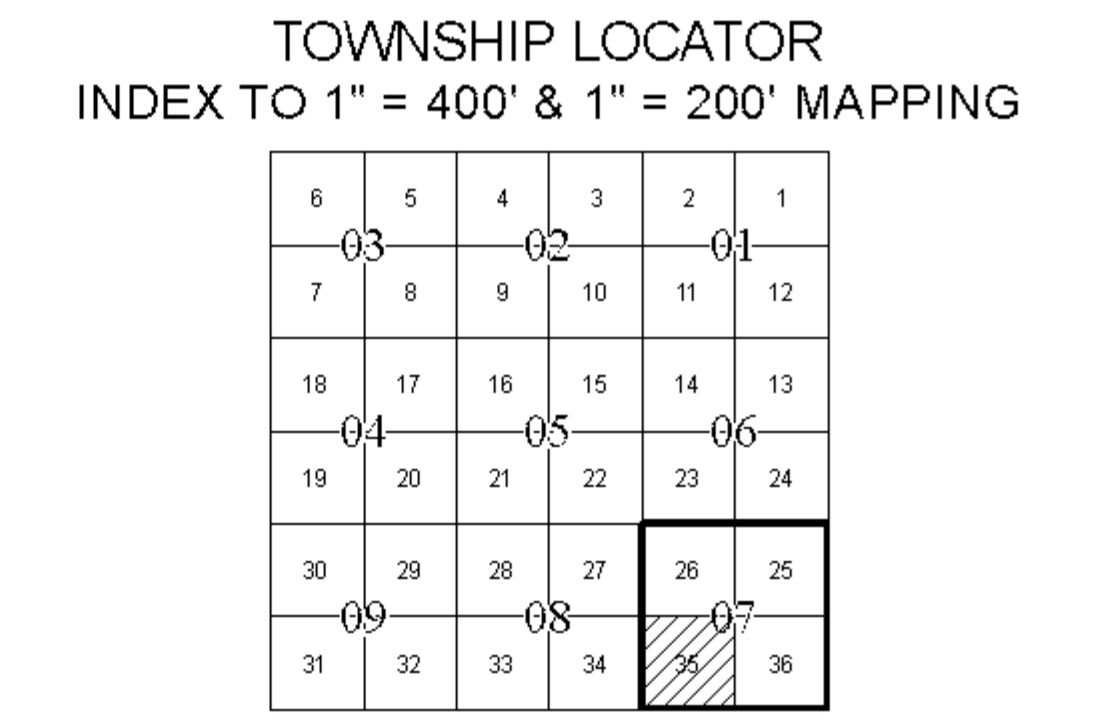 TOWNSHIP LOCATOR
INDEX TO 1" = 400' & 1" = 200' MAPPING
6 5 4 3 2 1
03 02 01
7 8 9 10 11 12
18 17 16 15 14 13
04 05 06
19 20 21 22 23 24
30 29 28 27 26 25
09 08 07
31 32 33 34 35 36